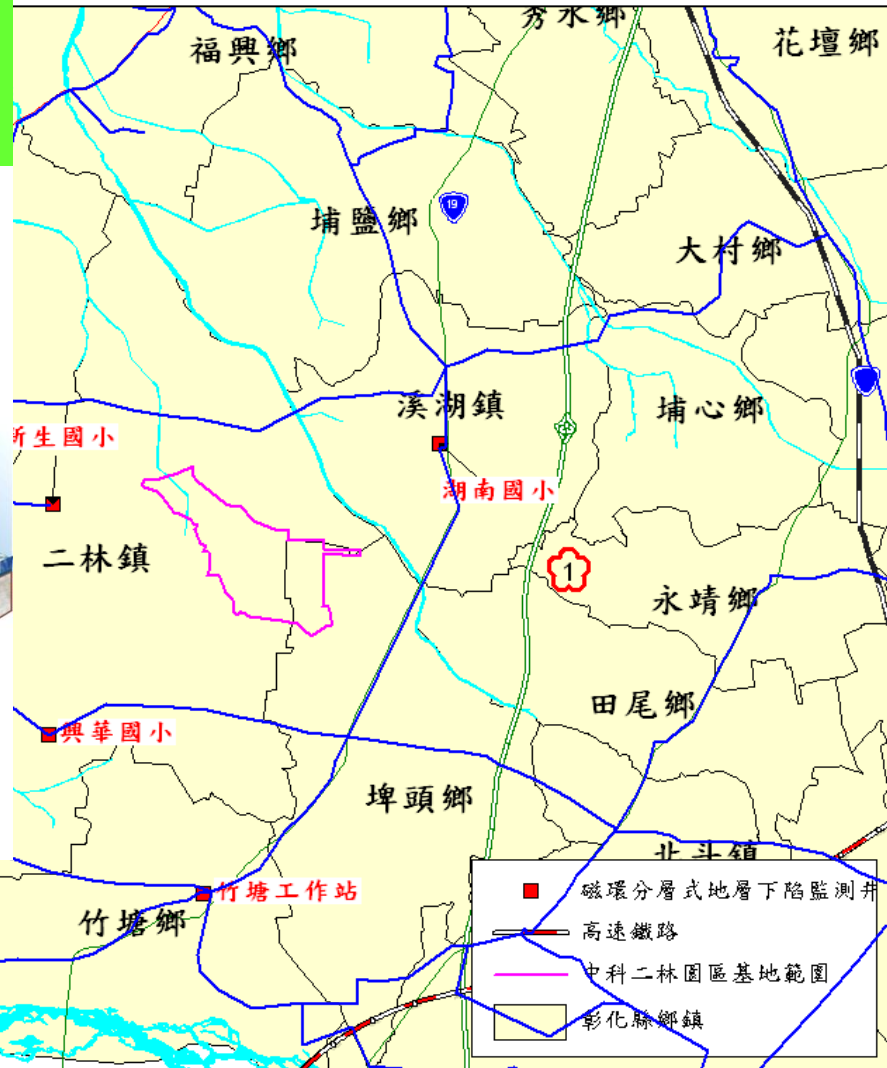 秀水鄉
福興鄉
花壇鄉
19
埔鹽鄉
大村鄉
溪湖鎮
埔心鄉
新生國小
湖南國小
二林鎮
1
永靖鄉
田尾鄉
興華國小
埤頭鄉
北斗鎮
竹塘工作站
竹塘鄉
磁環分層式地層下陷監測井
高速鐵路
中科二林園區基地範圍
彰化縣鄉鎮